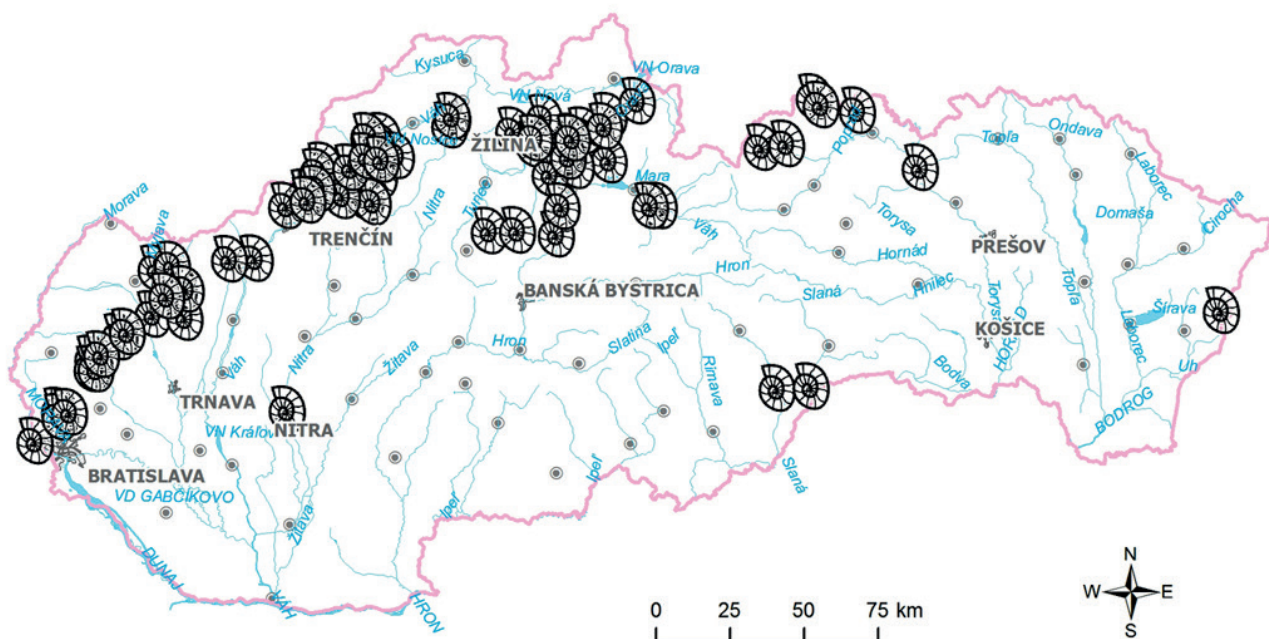 Kysuca
VN Orava
VN Nová
Váh
VN Nosice
ŽILINA
Poprad
Topľa
Ondava
Laborec
Mara
Cirocha
Domaša
Morava
Nitra
Turiec
Torysa
Váh
TRENČÍN
PŘEŠOV
Hornád
Hron
Hnilec
BANSKÁ BYSTRICA
Slaná
Topľa
Šírava
KOŠICE
Laborec
Hron
Slatina
Ipeľ
Nitra
Žitava
Rimava
Váh
Bodva
Uh
TRNAVA
BODROG
NITRA
BRATISLAVA
VD GABČÍKOVO
Ipeľ
Slaná
Ipeľ
Žitava
DUNAJ
VÁH
HRON
N
W E
S
0 25 50 75 km